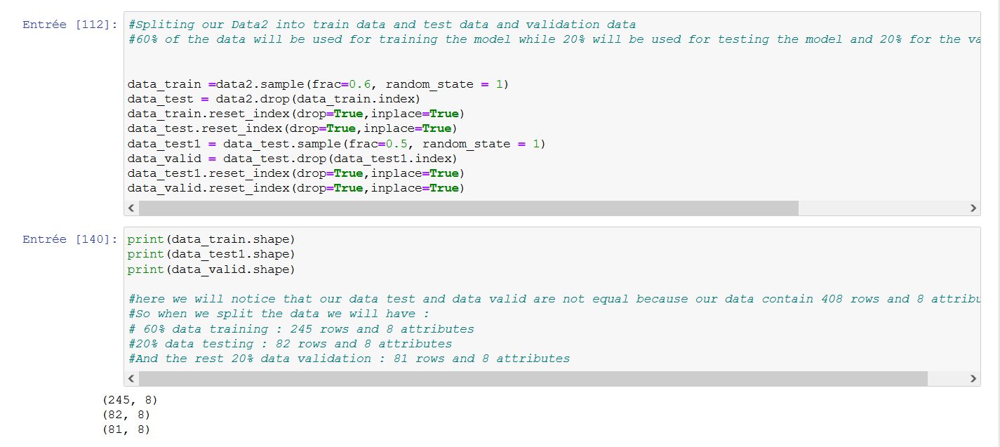 Entrée [112]: #Spliting our Data2 into train data and test data and validation data
#60% of the data will be used for training the model while 20% will be used for testing the model and 20% for the va
data_train =data2.sample(frac=0.6, random_state = 1)
data_test = data2.drop(data_train.index)
data_train.reset_index(drop=True,inplace=True)
data_test.reset_index(drop=True,inplace=True)
data_test1 = data_test.sample(frac=0.5, random_state = 1)
data_valid = data_test.drop(data_test1.index)
data_test1.reset_index(drop=True,inplace=True)
data_valid.reset_index(drop=True,inplace=True)
Entrée [140]: print(data_train.shape)
print(data_test1.shape)
print(data_valid.shape)
#here we will notice that our data test and data valid are not equal because our data contain 408 rows and 8 attribu
#So when we split the data we will have :
# 60% data training : 245 rows and 8 attributes
#20% data testing : 82 rows and 8 attributes
#And the rest 20% data validation : 81 rows and 8 attributes
(245, 8)
(82, 8)
(81, 8)